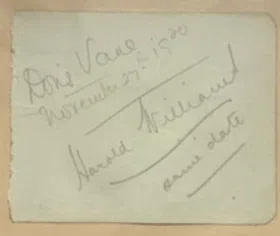 Doris Vane
November 27th 1920
Harold Williams
same date